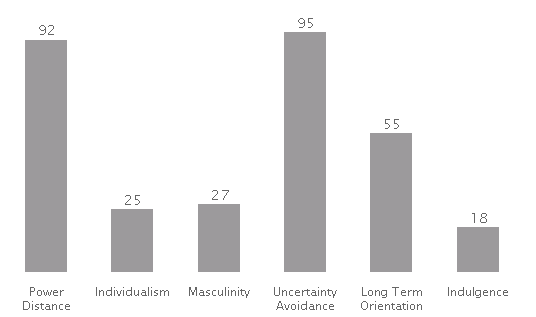 92
25
27
95
55
18
Power
Distance
Individualism
Masculinity
Uncertainty
Avoidance
Long Term
Orientation
Indulgence